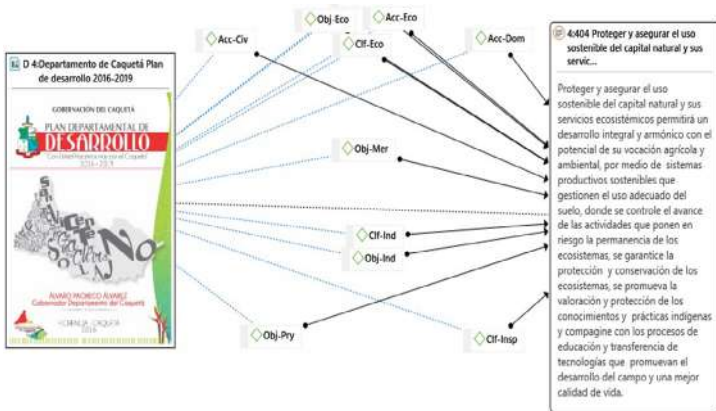 D 4:Departamento de Caquetá Plan
de desarrollo 2016-2019
GOBERNACIÓN DEL CAQUETÁ
PLAN DEPARTAMENTAL DE
DESARROLLO
2016 - 2019
No
ÁLVARO PACHECO ÁLVAREZ
Gobernador Departamento del Caquetá
FLORENCIA - CAQUETÁ
2016
Acc-Civ
Obj-Eco
Acc-Eco
Clf-Eco
Acc-Dom
Obj-Mer
Clf-Ind
Obj-Ind
Obj-Pry
Clf-Insp
4:404 Proteger y asegurar el uso
sostenible del capital natural y sus
servic...
Proteger y asegurar el uso
sostenible del capital natural y sus
servicios ecosistémicos permitirá un
desarrollo integral y armónico con el
potencial de su vocación agrícola y
ambiental, por medio de sistemas
productivos sostenibles que
gestionen el uso adecuado del
suelo, donde se controle el avance
de las actividades que ponen en
riesgo la permanencia de los
ecosistemas, se garantice la
protección y conservación de los
ecosistemas, se promueva la
valoración y protección de los
conocimientos y prácticas indígenas
y compagine con los procesos de
educación y transferencia de
tecnologías que promuevan el
desarrollo del campo y una mejor
calidad de vida.